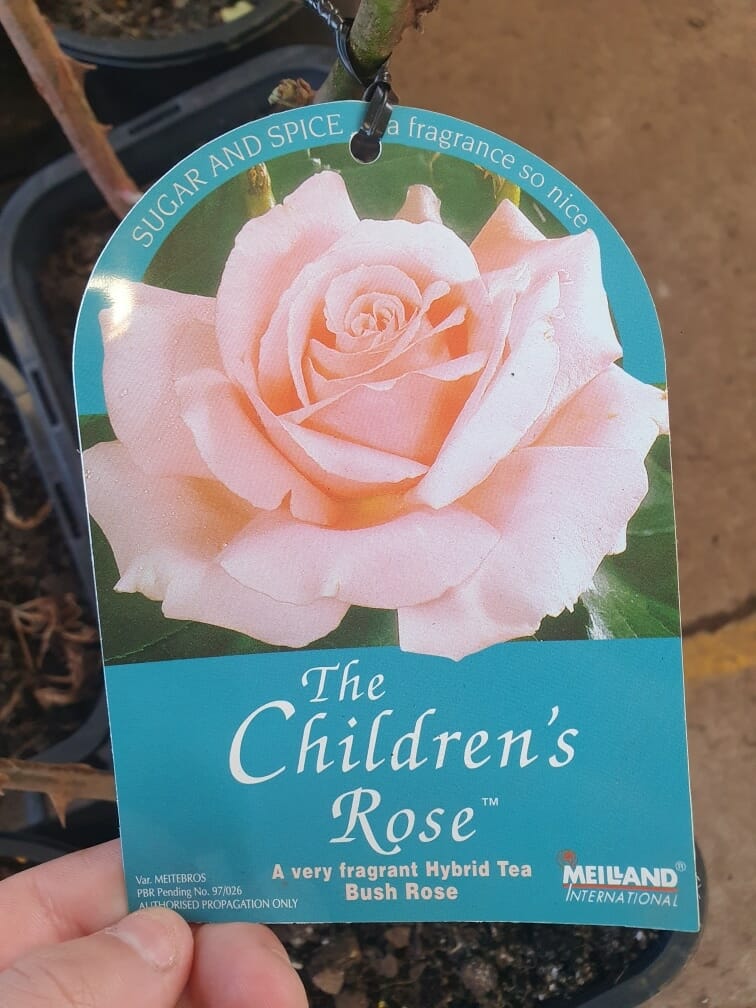 SUGAR AND SPICE a fragrance so nice
The
Children's
Rose™
A very fragrant Hybrid Tea
Bush Rose
Var. MEITEBROS
PBR Pending No. 97/026
AUTHORISED PROPAGATION ONLY
MEILLAND®
INTERNATIONAL